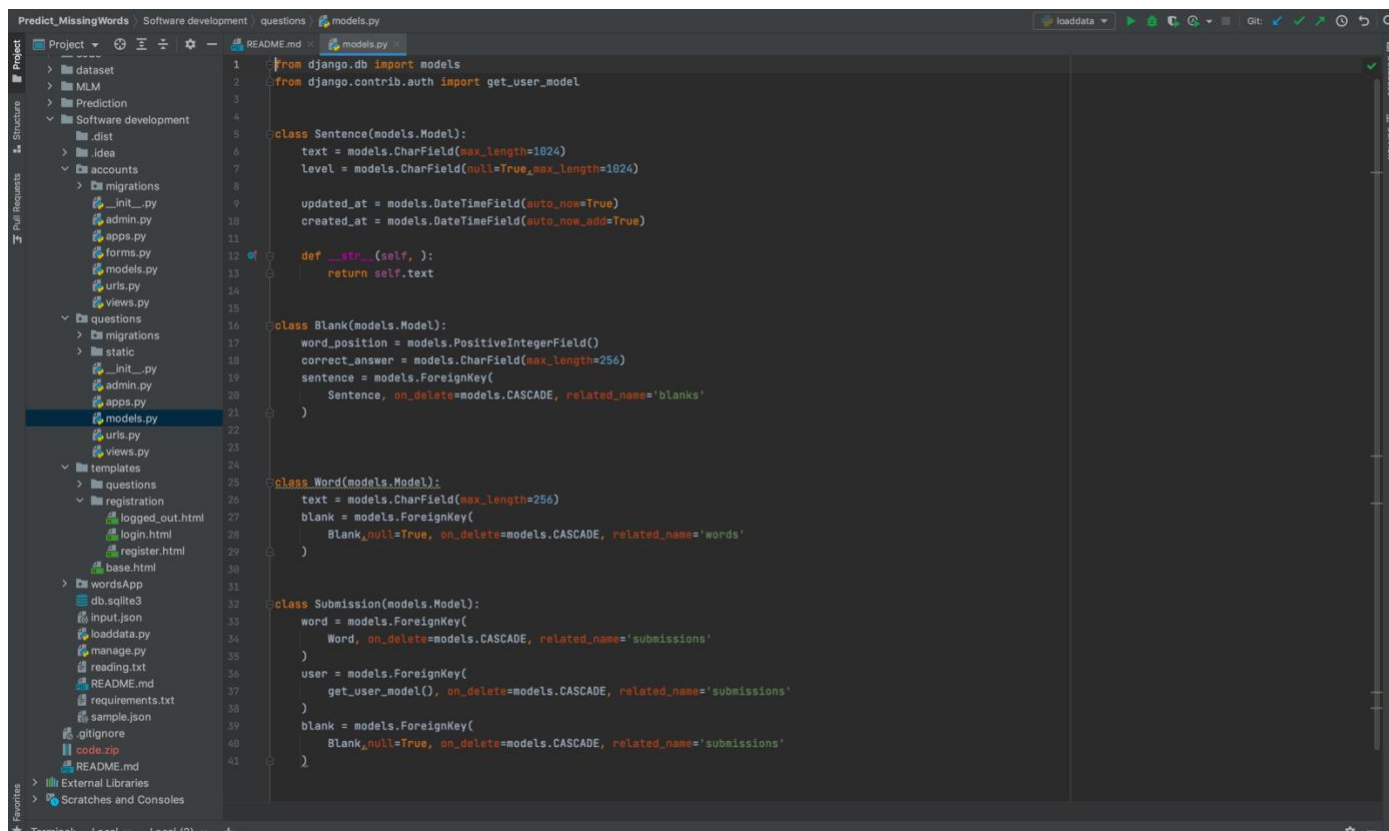 Predict_MissingWords › Software development › questions › models.py
loaddata
Git:
Project
README.md
models.py
Project
Structure
Pull Requests
Favorites
dataset
MLM
Prediction
Software development
.dist
.idea
accounts
migrations
__init__.py
admin.py
apps.py
forms.py
models.py
urls.py
views.py
questions
migrations
static
__init__.py
admin.py
apps.py
models.py
urls.py
views.py
templates
questions
registration
logged_out.html
login.html
register.html
base.html
wordsApp
db.sqlite3
input.json
loaddata.py
manage.py
reading.txt
README.md
requirements.txt
sample.json
.gitignore
code.zip
README.md
External Libraries
Scratches and Consoles
1 from django.db import models
2 from django.contrib.auth import get_user_model
3
4
5 class Sentence(models.Model):
6 text = models.CharField(max_length=1024)
7 level = models.CharField(null=True,max_length=1024)
8
9 updated_at = models.DateTimeField(auto_now=True)
10 created_at = models.DateTimeField(auto_now_add=True)
11
12 def __str__(self, ):
13 return self.text
14
15
16 class Blank(models.Model):
17 word_position = models.PositiveIntegerField()
18 correct_answer = models.CharField(max_length=256)
19 sentence = models.ForeignKey(
20 Sentence, on_delete=models.CASCADE, related_name='blanks'
21 )
22
23
24
25 class Word(models.Model):
26 text = models.CharField(max_length=256)
27 blank = models.ForeignKey(
28 Blank,null=True, on_delete=models.CASCADE, related_name='words'
29 )
30
31
32 class Submission(models.Model):
33 word = models.ForeignKey(
34 Word, on_delete=models.CASCADE, related_name='submissions'
35 )
36 user = models.ForeignKey(
37 get_user_model(), on_delete=models.CASCADE, related_name='submissions'
38 )
39 blank = models.ForeignKey(
40 Blank,null=True, on_delete=models.CASCADE, related_name='submissions'
41 )